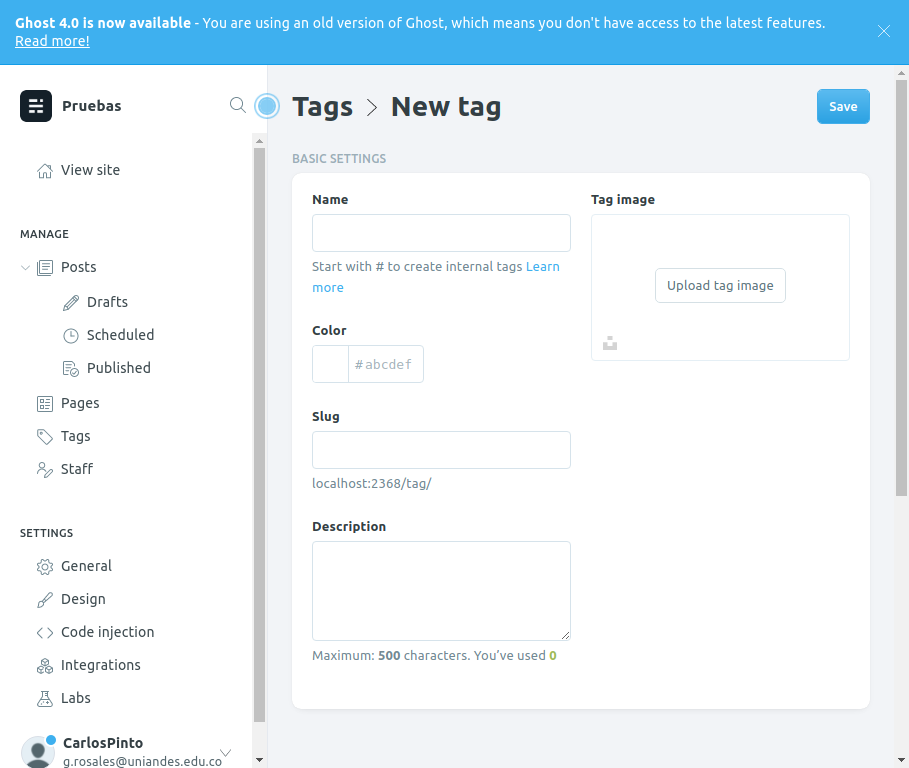 Ghost 4.0 is now available - You are using an old version of Ghost, which means you don't have access to the latest features.
Read more!
Pruebas
View site
MANAGE
Posts
Drafts
Scheduled
Published
Pages
Tags
Staff
SETTINGS
General
Design
Code injection
Integrations
Labs
CarlosPinto
g.rosales@uniandes.edu.co
Tags > New tag
Save
BASIC SETTINGS
Name
Start with # to create internal tags Learn
more
Color
#abcdef
Slug
localhost:2368/tag/
Description
Maximum: 500 characters. You’ve used 0
Tag image
Upload tag image